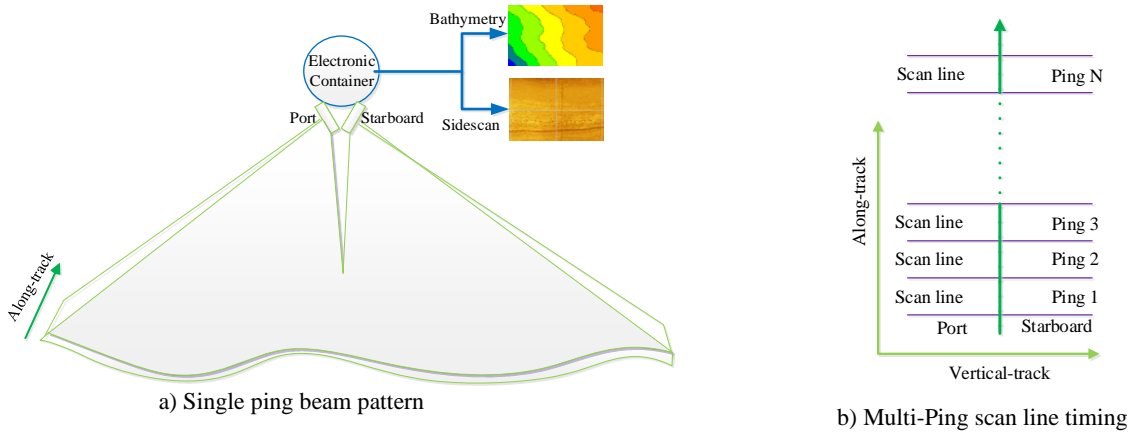 Bathymetry
Electronic
Container
Sidescan
Port
Starboard
Along-track
a) Single ping beam pattern
Scan line
Ping N
Along-track
Scan line
Ping 3
Scan line
Ping 2
Scan line
Ping 1
Port
Starboard
Vertical-track
b) Multi-Ping scan line timing